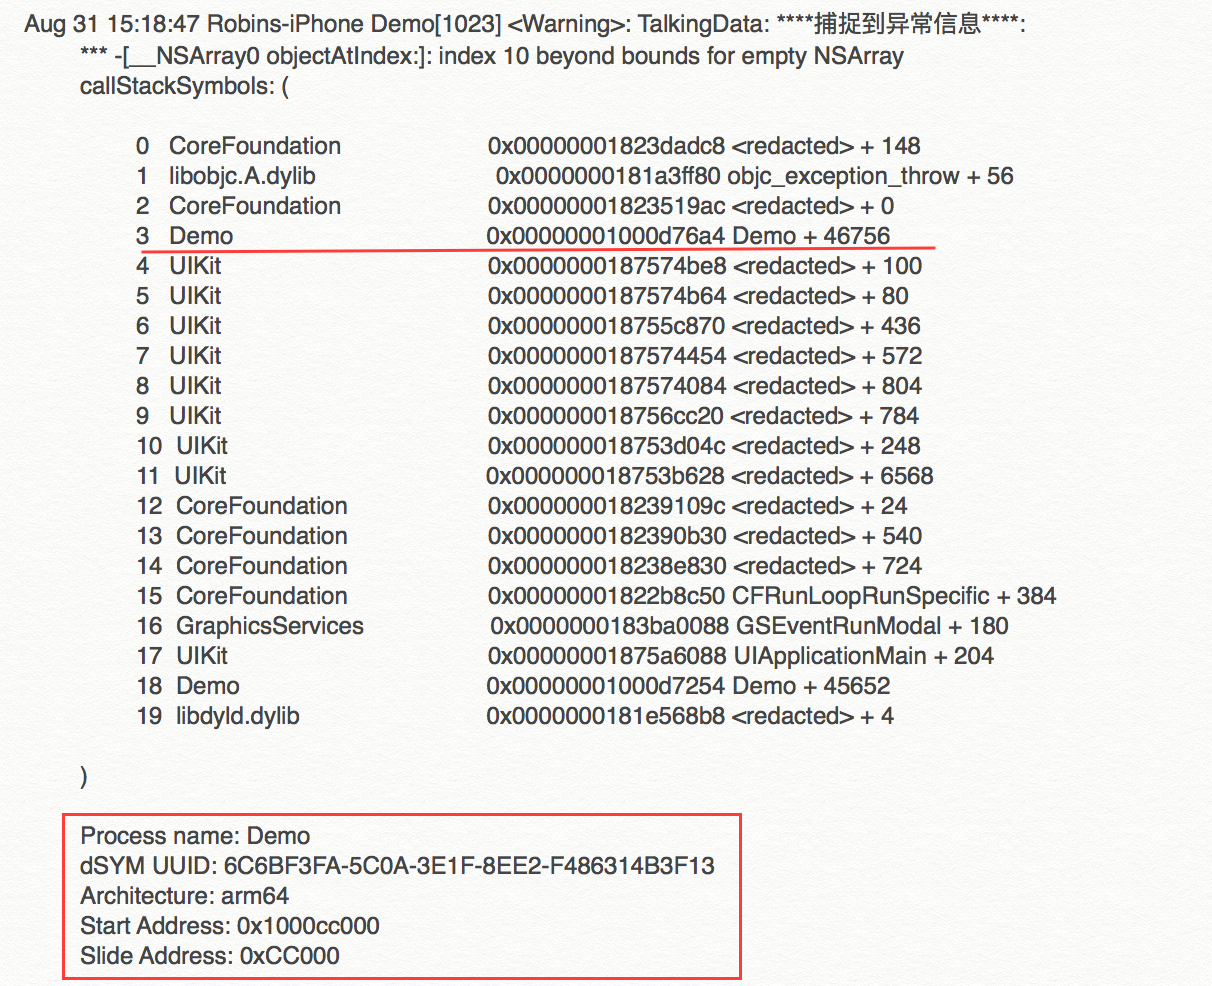 Aug 31 15:18:47 Robins-iPhone Demo[1023] <Warning>: TalkingData: ****捕捉到异常信息****:
*** -[__NSArray0 objectAtIndex:]: index 10 beyond bounds for empty NSArray
callStackSymbols: (
0 CoreFoundation 0x00000001823dadc8 <redacted> + 148
1 libobjc.A.dylib 0x0000000181a3ff80 objc_exception_throw + 56
2 CoreFoundation 0x00000001823519ac <redacted> + 0
3 Demo 0x00000001000d76a4 Demo + 46756
4 UIKit 0x0000000187574be8 <redacted> + 100
5 UIKit 0x0000000187574b64 <redacted> + 80
6 UIKit 0x000000018755c870 <redacted> + 436
7 UIKit 0x0000000187574454 <redacted> + 572
8 UIKit 0x0000000187574084 <redacted> + 804
9 UIKit 0x000000018756cc20 <redacted> + 784
10 UIKit 0x000000018753d04c <redacted> + 248
11 UIKit 0x000000018753b628 <redacted> + 6568
12 CoreFoundation 0x000000018239109c <redacted> + 24
13 CoreFoundation 0x0000000182390b30 <redacted> + 540
14 CoreFoundation 0x000000018238e830 <redacted> + 724
15 CoreFoundation 0x00000001822b8c50 CFRunLoopRunSpecific + 384
16 GraphicsServices 0x0000000183ba0088 GSEventRunModal + 180
17 UIKit 0x00000001875a6088 UIApplicationMain + 204
18 Demo 0x00000001000d7254 Demo + 45652
19 libdyld.dylib 0x0000000181e568b8 <redacted> + 4
)
Process name: Demo
dSYM UUID: 6C6BF3FA-5C0A-3E1F-8EE2-F486314B3F13
Architecture: arm64
Start Address: 0x1000cc000
Slide Address: 0xCC000